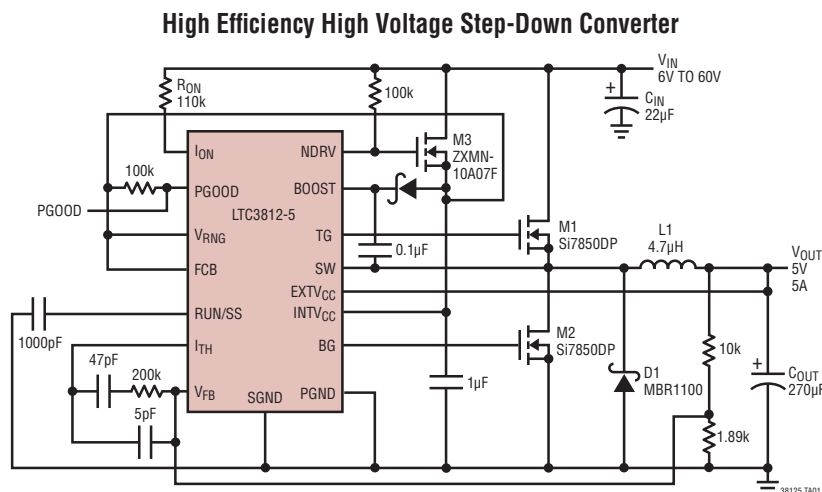 High Efficiency High Voltage Step-Down Converter
VIN
6V TO 60V
RON
110k
100k
+
CIN
22μF
M3
ZXMN-
10A07F
ION
NDRV
100k
PGOOD
BOOST
PGOOD
LTC3812-5
M1
Si7850DP
L1
4.7μH
VRNG
TG
0.1μF
VOUT
5V
5A
FCB
SW
EXTVCC
RUN/SS
INTVCC
1000pF
ITH
BG
M2
Si7850DP
10k
47pF
200k
1μF
D1
MBR1100
+
COUT
270μF
VFB
SGND
PGND
5pF
1.89k
38125 TA01